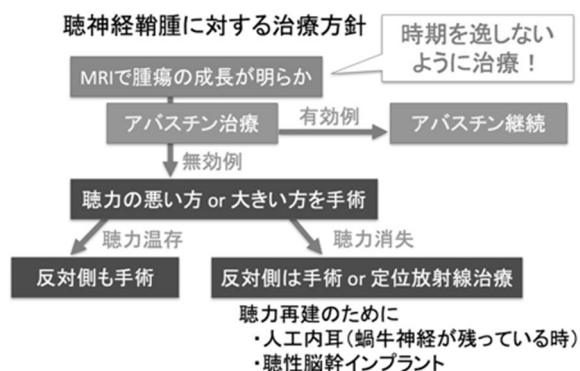 聴神経鞘腫に対する治療方針
時期を逸しない
ように治療！
MRIで腫瘍の成長が明らか
アバスチン治療
有効例
アバスチン継続
無効例
聴力の悪い方 or 大きい方を手術
聴力温存
聴力消失
反対側も手術
反対側は手術 or 定位放射線治療
聴力再建のために
・人工内耳（蝸牛神経が残っている時）
・聴性脳幹インプラント